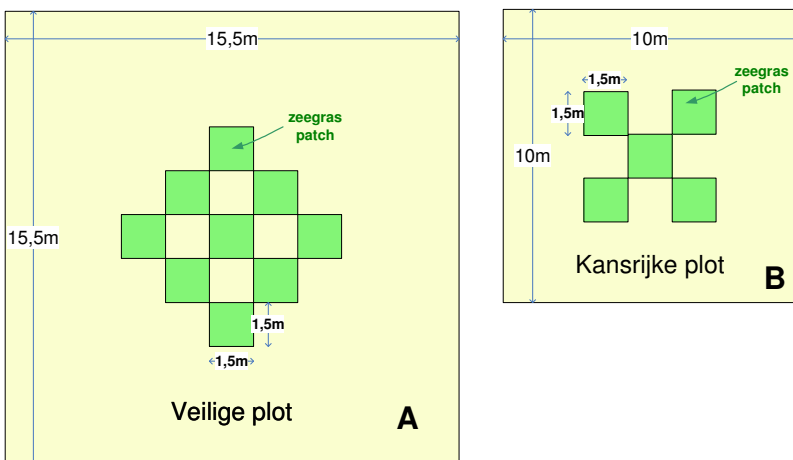 15,5m
zeegras
patch
15,5m
1,5m
1,5m
Veilige plot
A
10m
zeegras
patch
1,5m
1,5m
10m
Kansrijke plot
B